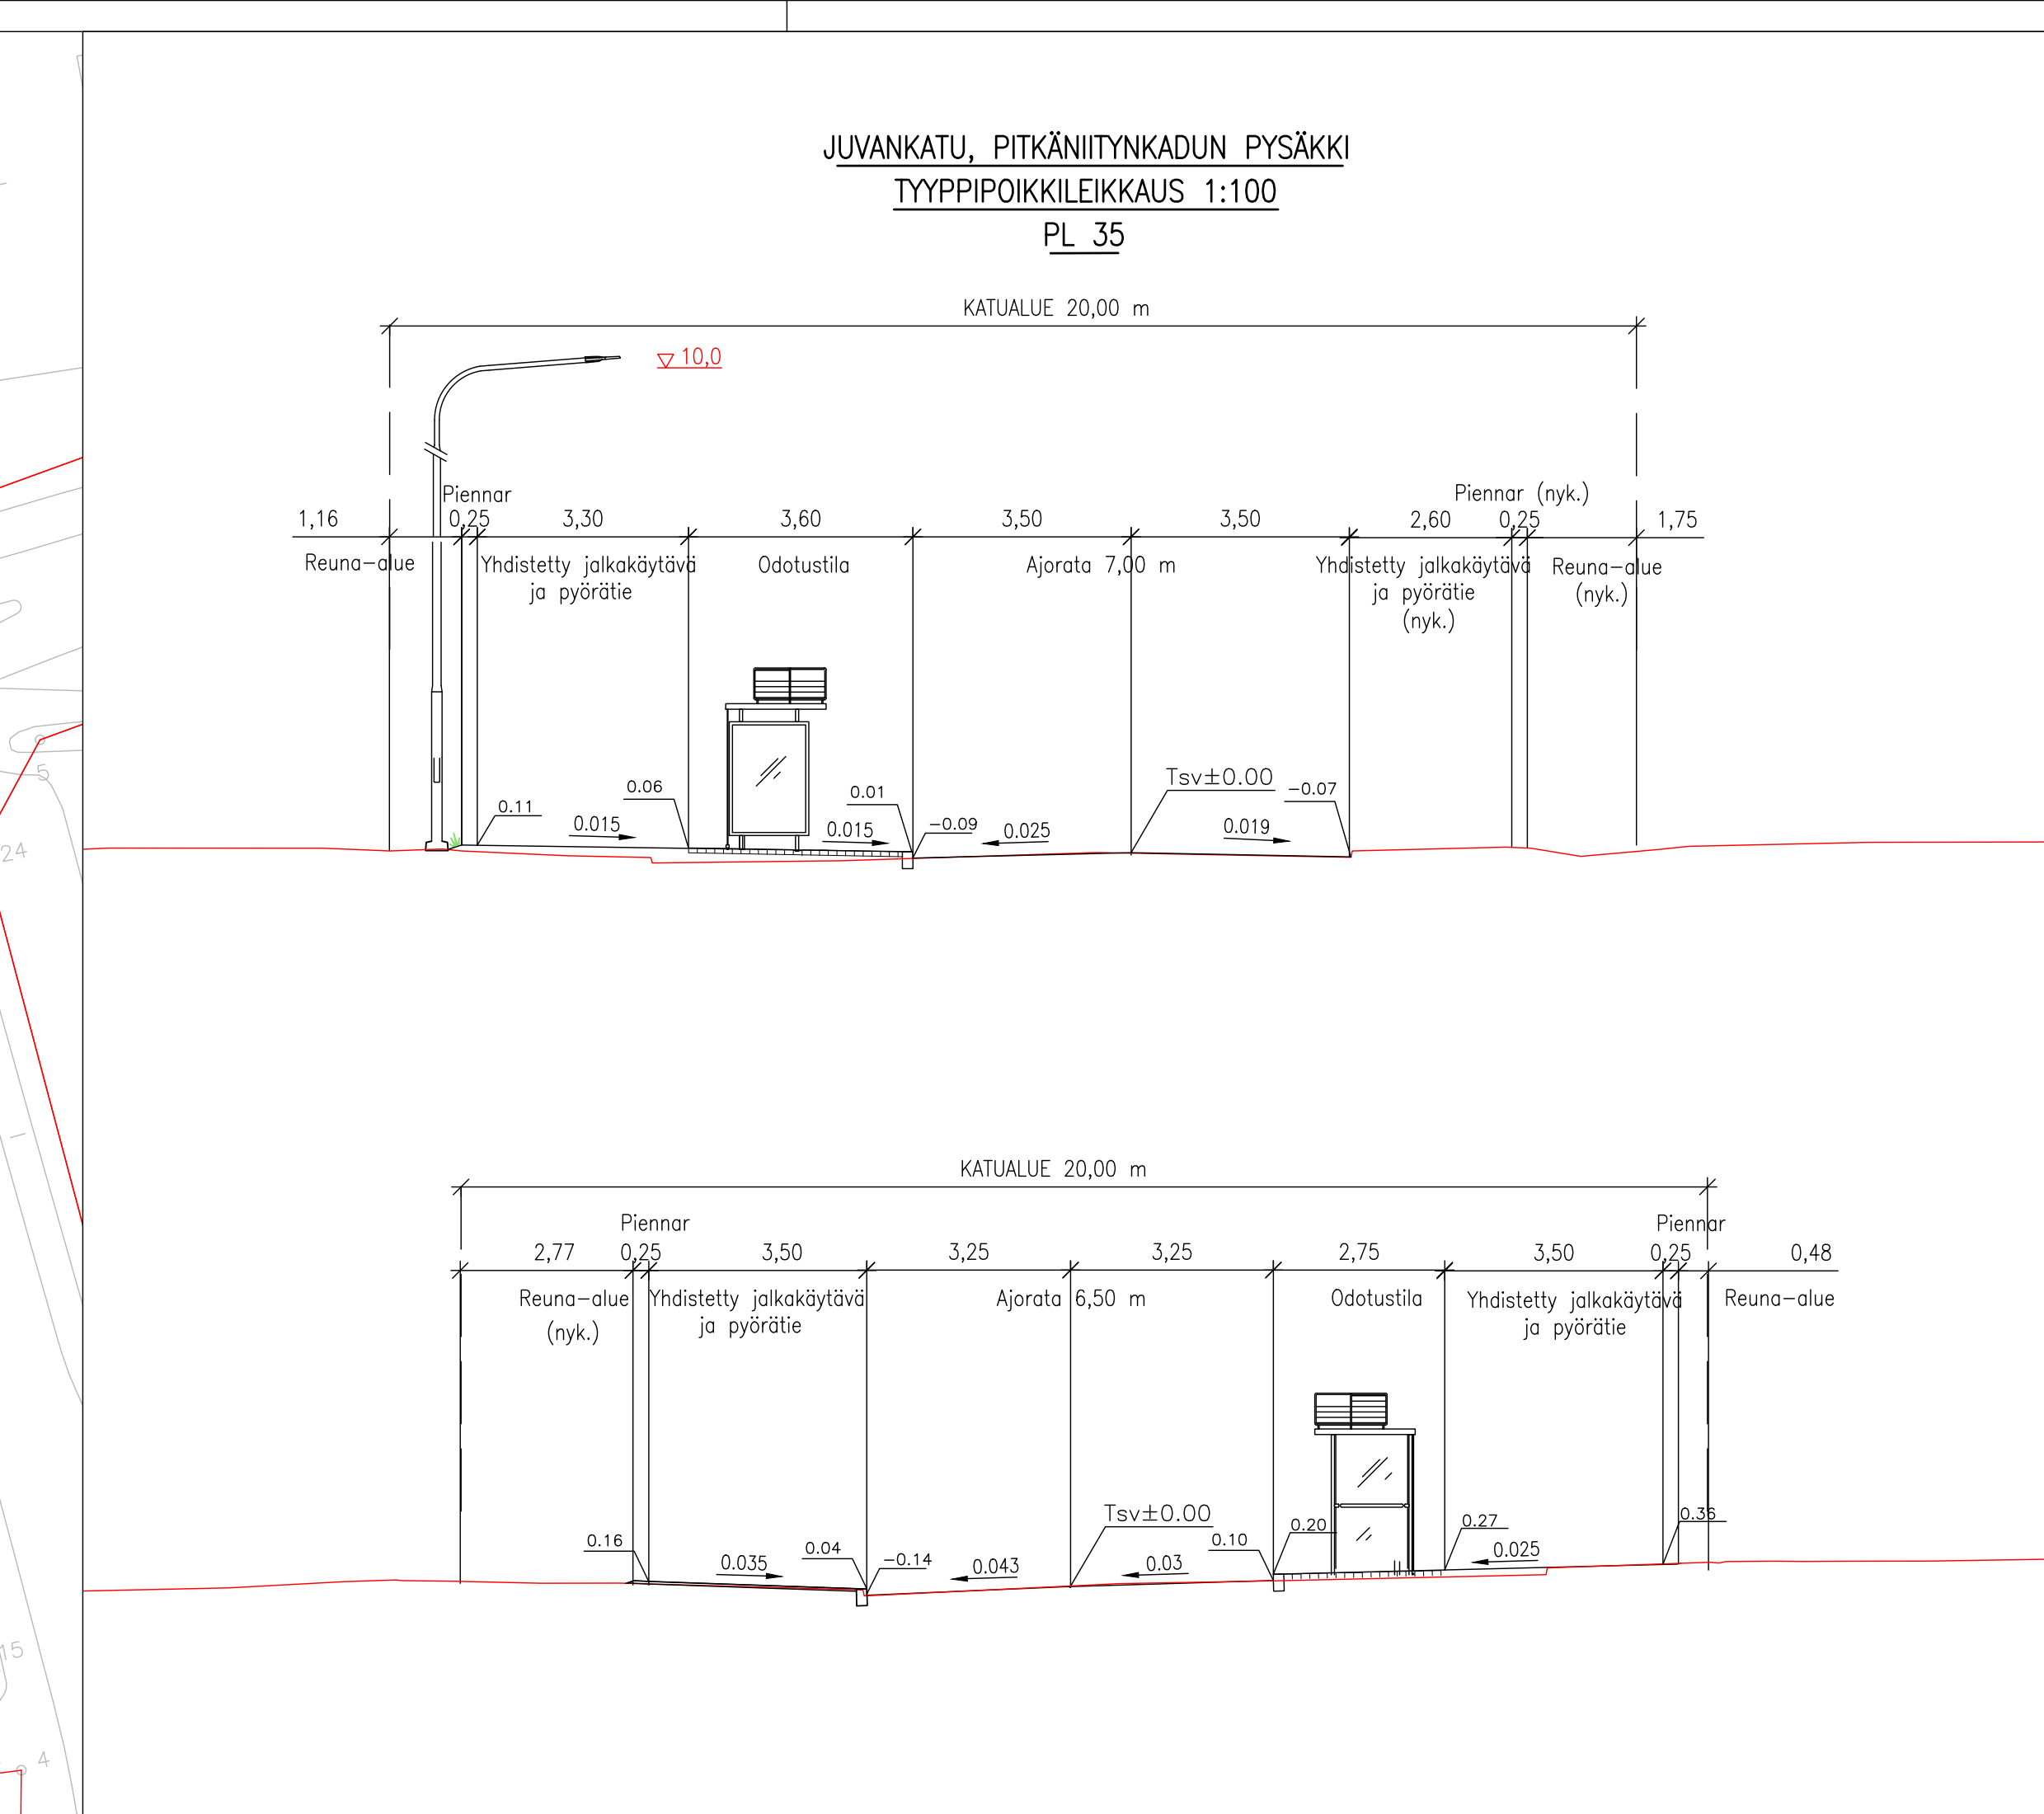 JUVANKATU, PITKÄNIITYNKADUN PYSÄKKI
TYYPPIPOIKKILEIKKAUS 1:100
PL 35
KATUALUE 20,00 m
10,0
Piennar
Piennar (nyk.)
1,16 0,25 3,30 3,60 3,50 3,50 2,60 0,25 1,75
Reuna-alue Yhdistetty jalkakäytävä Odotustila Ajorata 7,00 m Yhdistetty jalkakäytävä Reuna-alue
ja pyörätie ja pyörätie (nyk.)
(nyk.)
Tsv±0.00
0.06 0.01 -0.07
0.11 0.015 0.015 -0.09 0.025 0.019
5
24
KATUALUE 20,00 m
Piennar Piennar
2,77 0,25 3,50 3,25 3,25 2,75 3,50 0,25 0,48
Reuna-alue Yhdistetty jalkakäytävä Ajorata 6,50 m Odotustila Yhdistetty jalkakäytävä Reuna-alue
(nyk.) ja pyörätie ja pyörätie
Tsv±0.00 0.20 0.27 0.36
0.16 0.04 0.10
0.035 -0.14 0.043 0.03 0.025
15
4